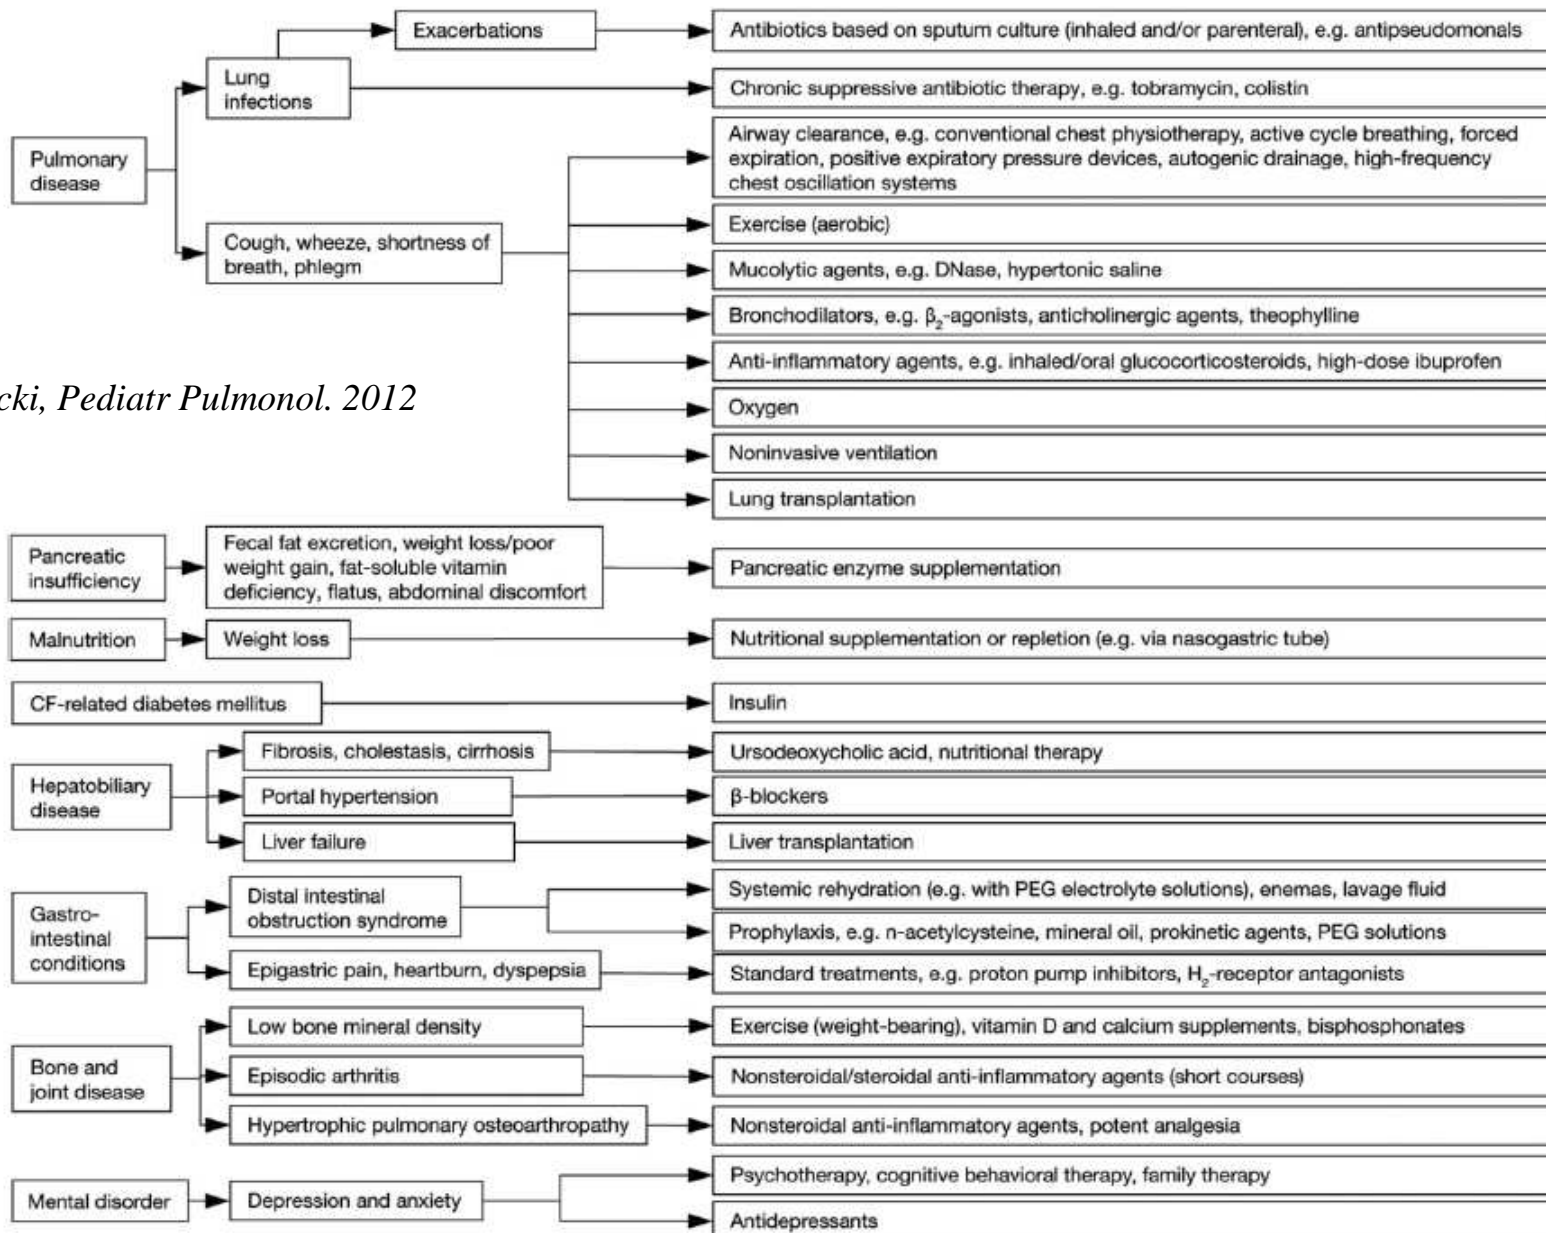 Exacerbations
Antibiotics based on sputum culture (inhaled and/or parenteral), e.g. antipseudomonals
Lung
infections
Chronic suppressive antibiotic therapy, e.g. tobramycin, colistin
Pulmonary
disease
Airway clearance, e.g. conventional chest physiotherapy, active cycle breathing, forced
expiration, positive expiratory pressure devices, autogenic drainage, high-frequency
chest oscillation systems
Cough, wheeze, shortness of
breath, phlegm
Exercise (aerobic)
Mucolytic agents, e.g. DNase, hypertonic saline
Bronchodilators, e.g. β₂-agonists, anticholinergic agents, theophylline
Anti-inflammatory agents, e.g. inhaled/oral glucocorticosteroids, high-dose ibuprofen
Oxygen
Noninvasive ventilation
Lung transplantation
cki, Pediatr Pulmonol. 2012
Pancreatic
insufficiency
Fecal fat excretion, weight loss/poor
weight gain, fat-soluble vitamin
deficiency, flatus, abdominal discomfort
Pancreatic enzyme supplementation
Malnutrition
Weight loss
Nutritional supplementation or repletion (e.g. via nasogastric tube)
CF-related diabetes mellitus
Insulin
Hepatobiliary
disease
Fibrosis, cholestasis, cirrhosis
Ursodeoxycholic acid, nutritional therapy
Portal hypertension
β-blockers
Liver failure
Liver transplantation
Gastro-
intestinal
conditions
Distal intestinal
obstruction syndrome
Systemic rehydration (e.g. with PEG electrolyte solutions), enemas, lavage fluid
Prophylaxis, e.g. n-acetylcysteine, mineral oil, prokinetic agents, PEG solutions
Epigastric pain, heartburn, dyspepsia
Standard treatments, e.g. proton pump inhibitors, H₂-receptor antagonists
Bone and
joint disease
Low bone mineral density
Exercise (weight-bearing), vitamin D and calcium supplements, bisphosphonates
Episodic arthritis
Nonsteroidal/steroidal anti-inflammatory agents (short courses)
Hypertrophic pulmonary osteoarthropathy
Nonsteroidal anti-inflammatory agents, potent analgesia
Mental disorder
Depression and anxiety
Psychotherapy, cognitive behavioral therapy, family therapy
Antidepressants